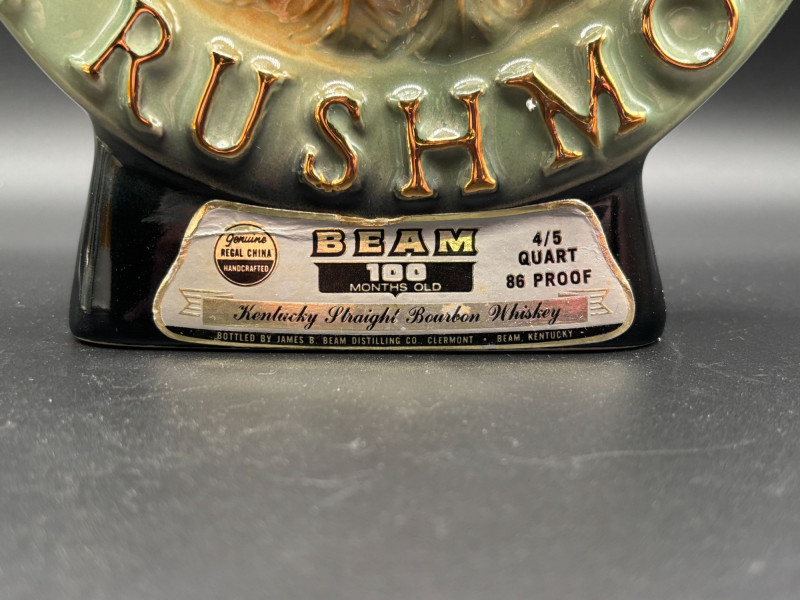 RUSHMO
Genuine
REGAL CHINA
HANDCRAFTED
BEAM
100
MONTHS OLD
4/5
QUART
86 PROOF
Kentucky Straight Bourbon Whiskey
BOTTLED BY JAMES B. BEAM DISTILLING CO., CLERMONT • BEAM, KENTUCKY